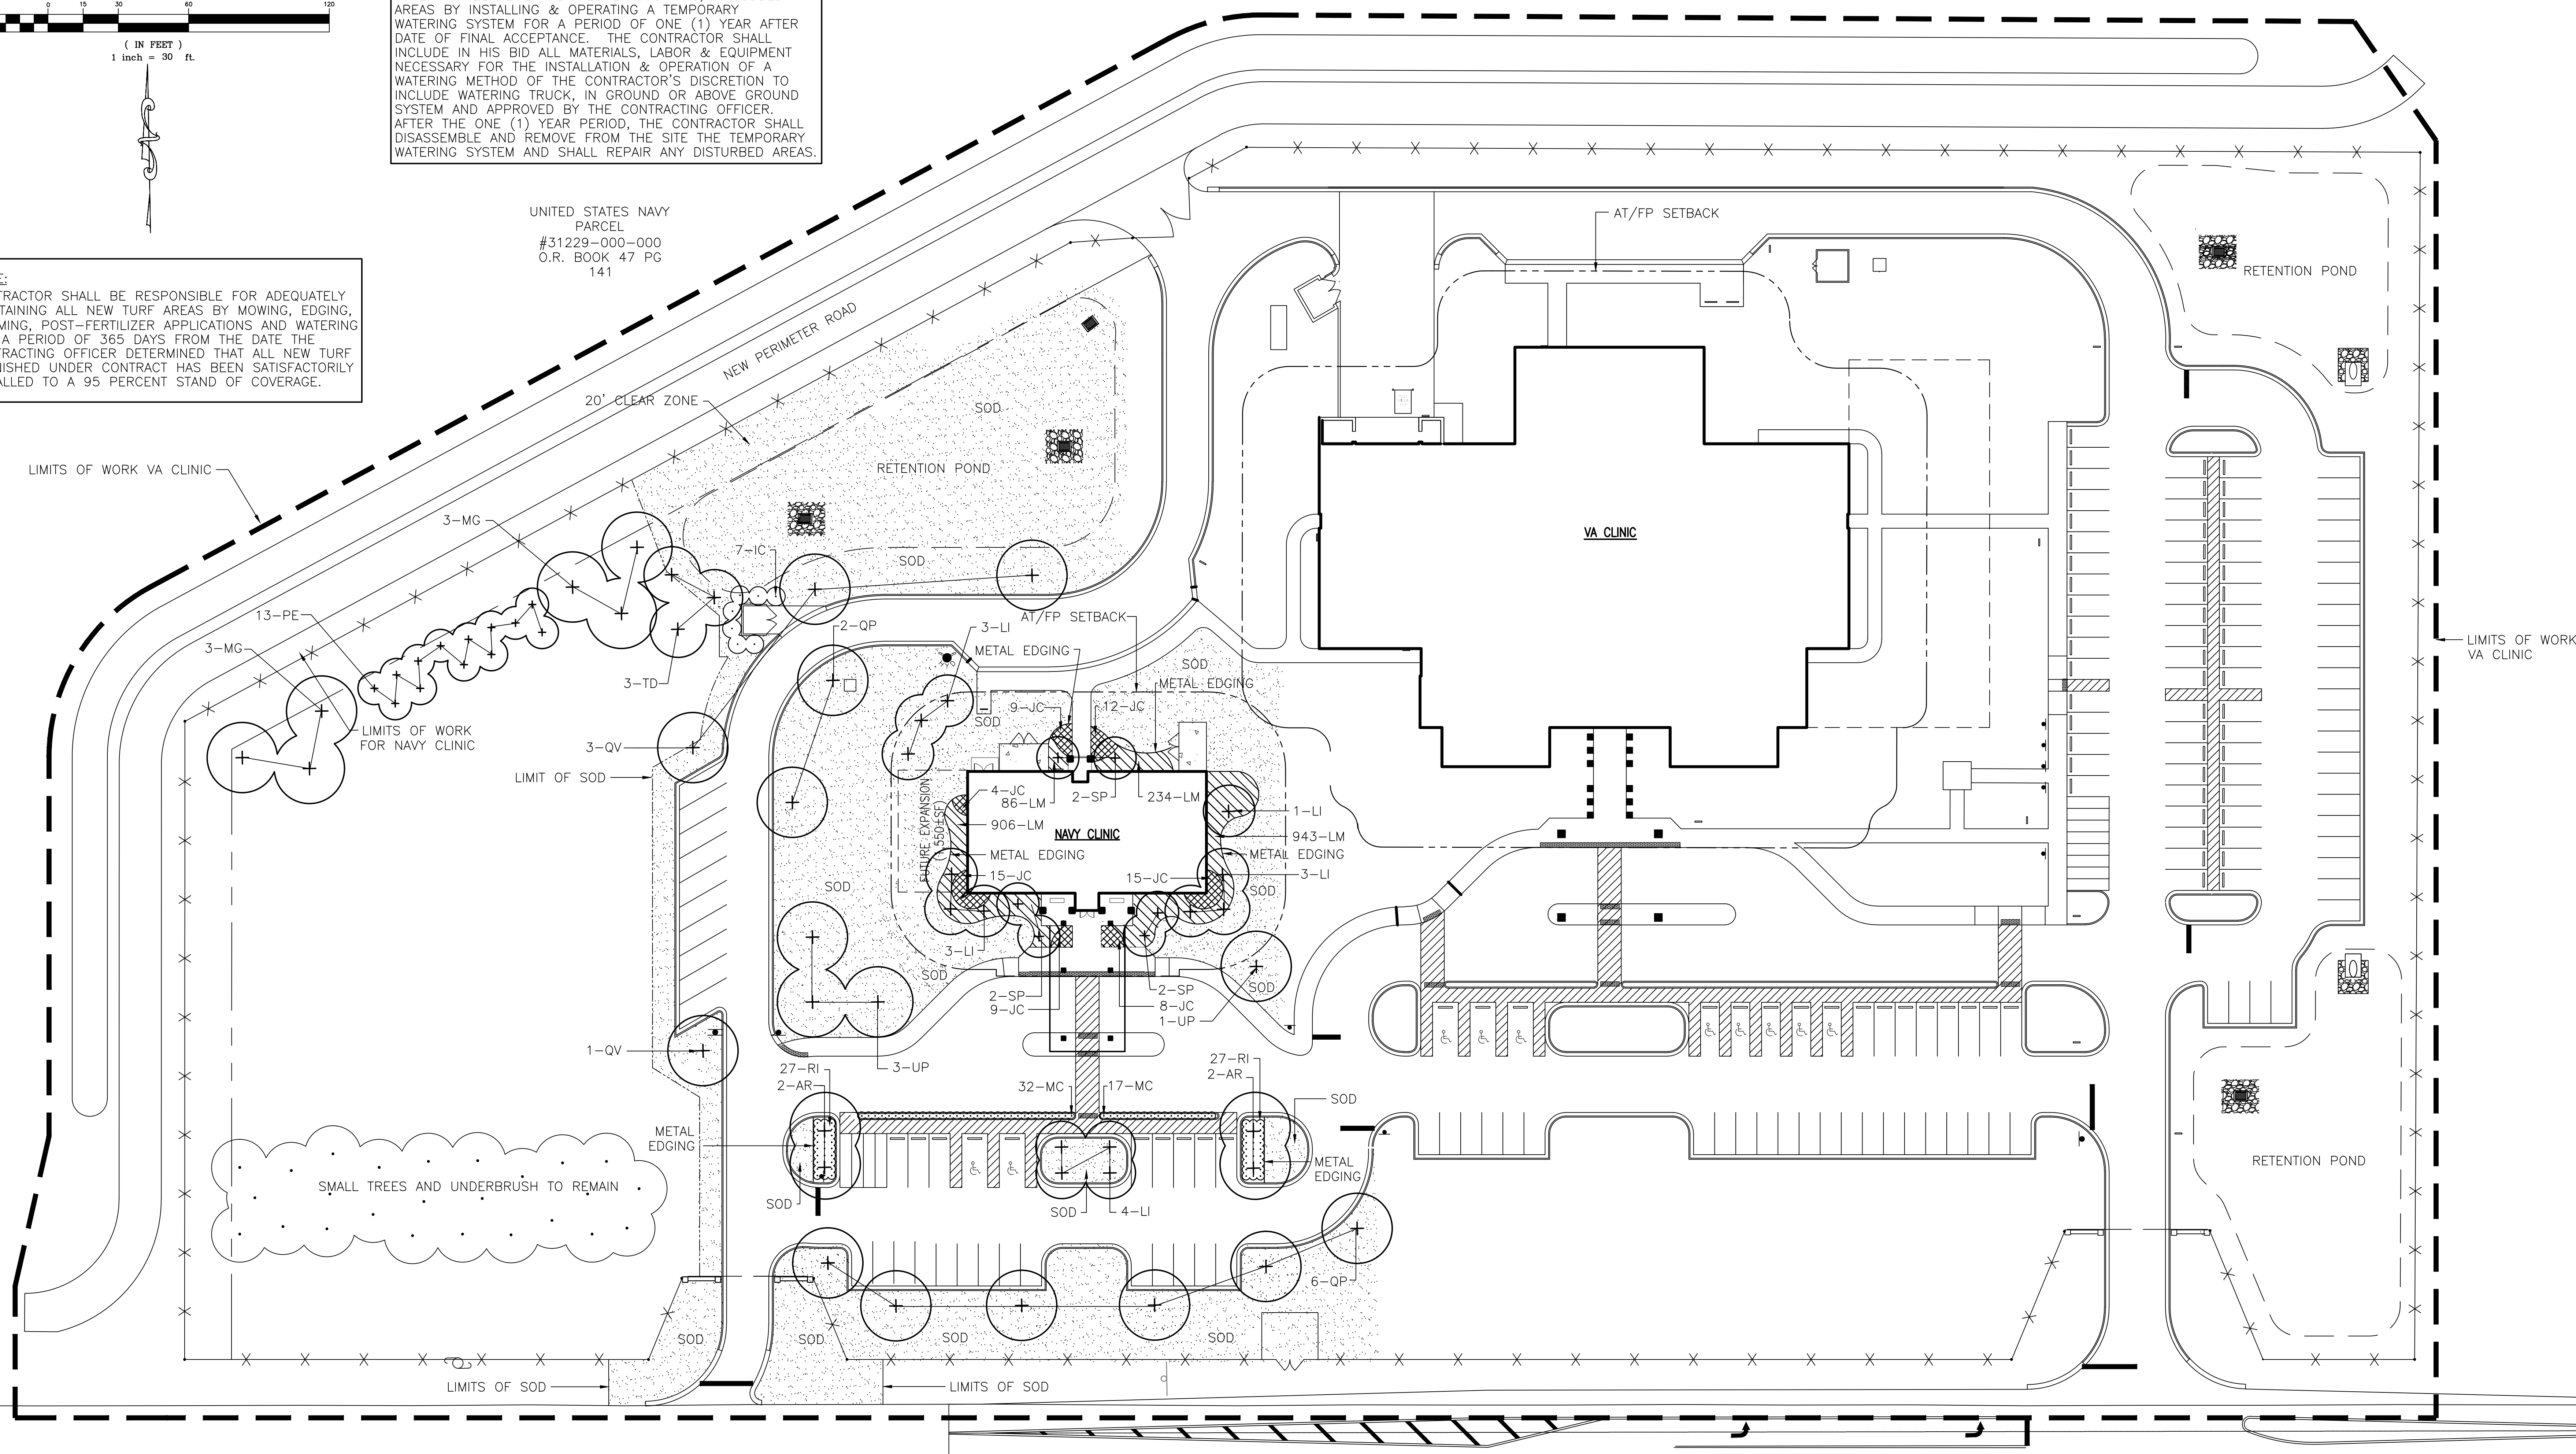 0 15 30 60 120
( IN FEET )
1 inch = 30 ft.
AREAS BY INSTALLING & OPERATING A TEMPORARY
WATERING SYSTEM FOR A PERIOD OF ONE (1) YEAR AFTER
DATE OF FINAL ACCEPTANCE. THE CONTRACTOR SHALL
INCLUDE IN HIS BID ALL MATERIALS, LABOR & EQUIPMENT
NECESSARY FOR THE INSTALLATION & OPERATION OF A
WATERING METHOD OF THE CONTRACTOR'S DISCRETION TO
INCLUDE WATERING TRUCK, IN GROUND OR ABOVE GROUND
SYSTEM AND APPROVED BY THE CONTRACTING OFFICER.
AFTER THE ONE (1) YEAR PERIOD, THE CONTRACTOR SHALL
DISASSEMBLE AND REMOVE FROM THE SITE THE TEMPORARY
WATERING SYSTEM AND SHALL REPAIR ANY DISTURBED AREAS.
UNITED STATES NAVY
PARCEL
#31229-000-000
O.R. BOOK 47 PG
141
E:
TRACTOR SHALL BE RESPONSIBLE FOR ADEQUATELY
TAINING ALL NEW TURF AREAS BY MOWING, EDGING,
MING, POST-FERTILIZER APPLICATIONS AND WATERING
A PERIOD OF 365 DAYS FROM THE DATE THE
TRACTING OFFICER DETERMINED THAT ALL NEW TURF
NISHED UNDER CONTRACT HAS BEEN SATISFACTORILY
ALLED TO A 95 PERCENT STAND OF COVERAGE.
AT/FP SETBACK
RETENTION POND
NEW PERIMETER ROAD
20' CLEAR ZONE
SOD
RETENTION POND
LIMITS OF WORK VA CLINIC
3-MG
VA CLINIC
7-IC
SOD
13-PE
AT/FP SETBACK
2-QP
3-LI
METAL EDGING
3-MG
3-TD
SOD
METAL EDGING
LIMITS OF WORK
VA CLINIC
9-JC
12-JC
SOD
LIMITS OF WORK
FOR NAVY CLINIC
3-QV
LIMIT OF SOD
4-JC
86-LM
2-SP
234-LM
1-LI
906-LM
NAVY CLINIC
943-LM
FUTURE EXPANSION
(1,550±SF)
METAL EDGING
METAL EDGING
15-JC
15-JC
3-LI
SOD
SOD
3-LI
SOD
SOD
2-SP
9-JC
2-SP
8-JC
1-UP
1-QV
3-UP
27-RI
2-AR
32-MC
17-MC
27-RI
2-AR
SOD
METAL
EDGING
METAL
EDGING
SMALL TREES AND UNDERBRUSH TO REMAIN
SOD
SOD
4-LI
RETENTION POND
6-QP
SOD
SOD
SOD
SOD
LIMITS OF SOD
LIMITS OF SOD